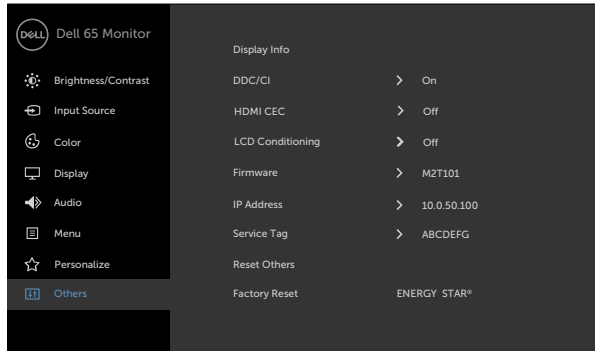 DELL Dell 65 Monitor
Display Info
Brightness/Contrast DDC/CI > On
Input Source HDMI CEC > Off
Color LCD Conditioning > Off
Display Firmware > M2T101
Audio IP Address > 10.0.50.100
Menu Service Tag > ABCDEFG
Personalize Reset Others
Others Factory Reset ENERGY STAR®